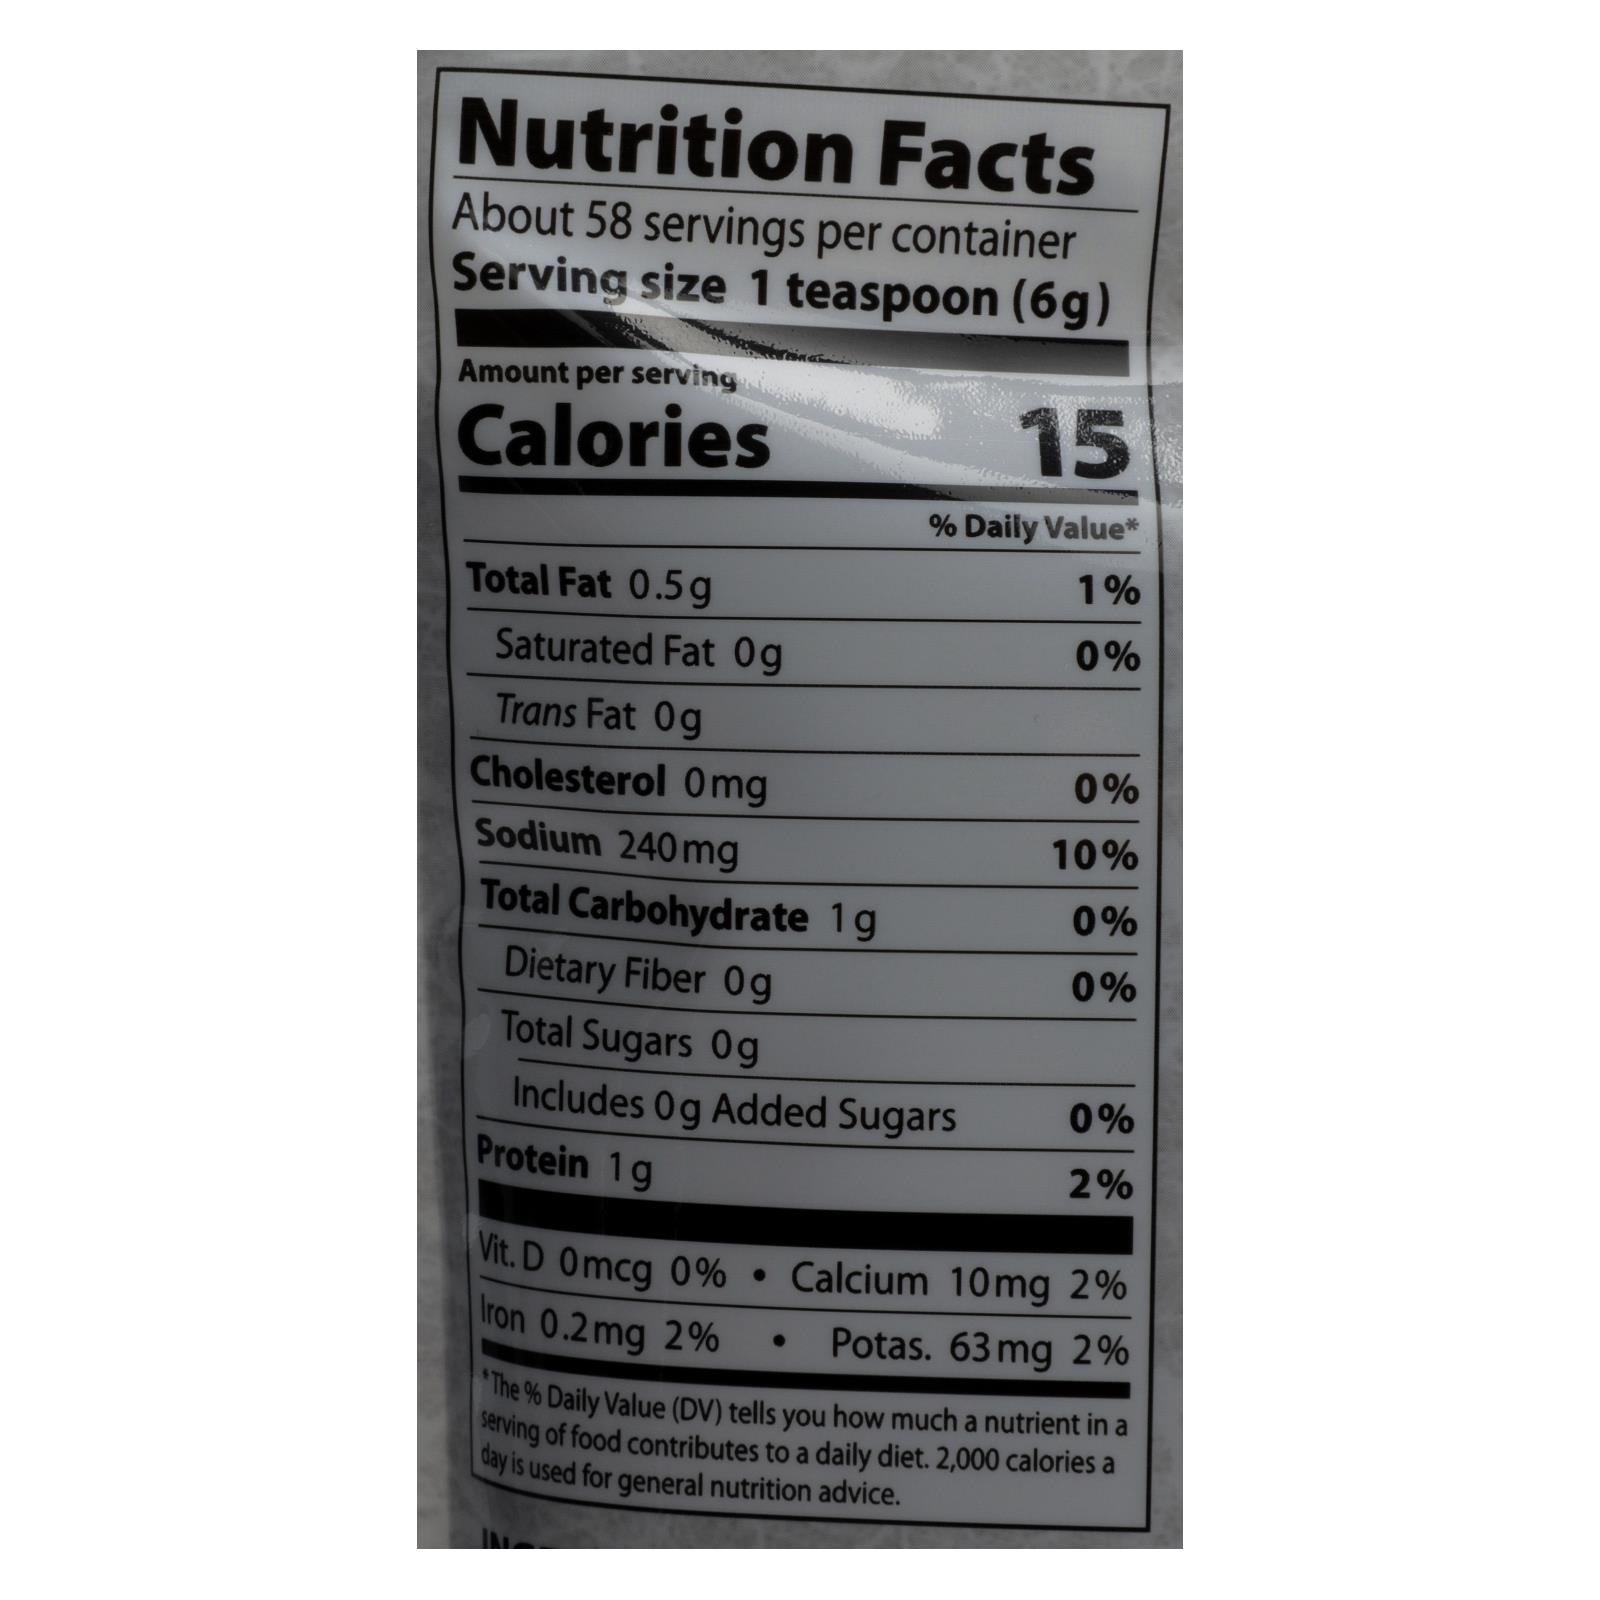 Nutrition Facts
About 58 servings per container
Serving size 1 teaspoon (6g)
Amount per serving
Calories 15
% Daily Value*
Total Fat 0.5g 1%
Saturated Fat 0g 0%
Trans Fat 0g
Cholesterol 0mg 0%
Sodium 240mg 10%
Total Carbohydrate 1g 0%
Dietary Fiber 0g 0%
Total Sugars 0g
Includes 0g Added Sugars 0%
Protein 1g 2%
Vit. D 0mcg 0% • Calcium 10mg 2%
Iron 0.2mg 2% • Potas. 63mg 2%
*The % Daily Value (DV) tells you how much a nutrient in a
serving of food contributes to a daily diet. 2,000 calories a
day is used for general nutrition advice.